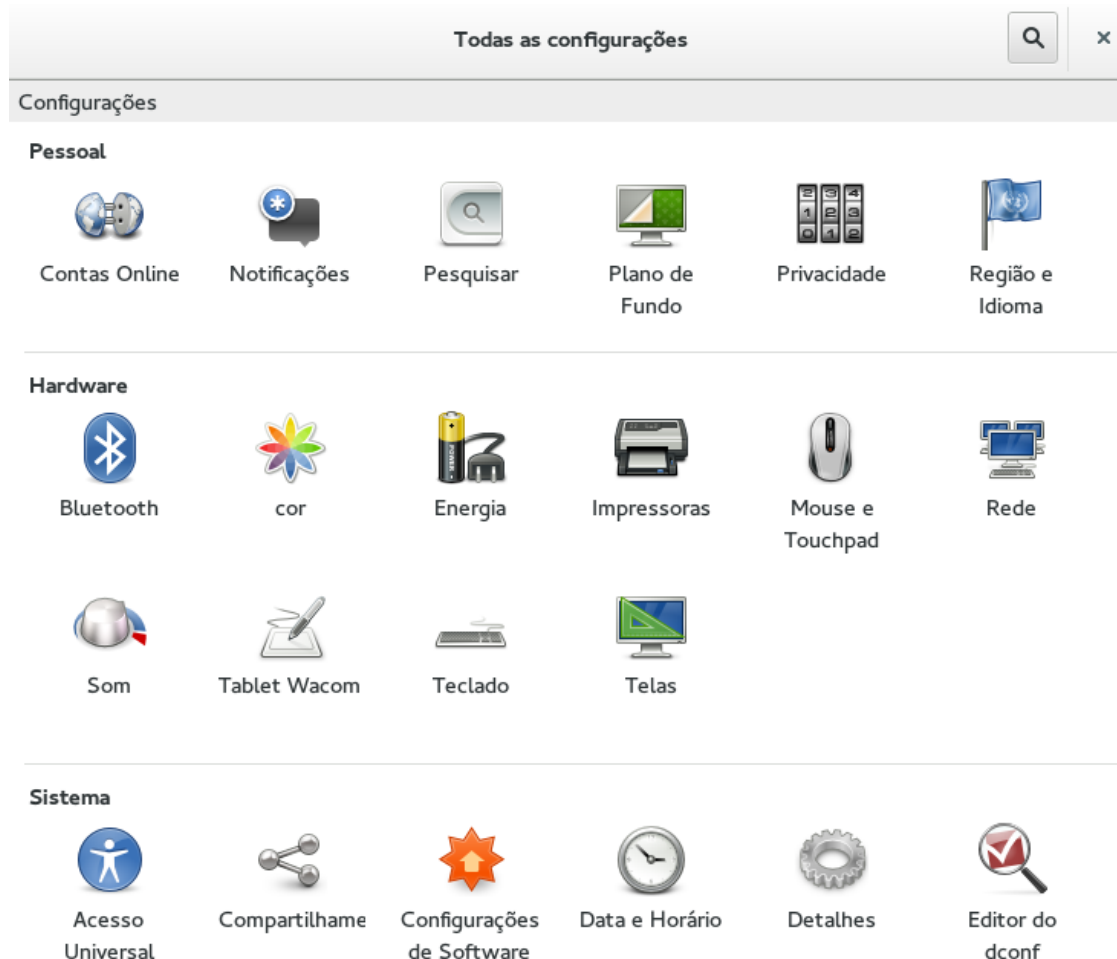 Todas as configurações
Configurações
Pessoal
Contas Online Notificações Pesquisar Plano de Privacidade Região e
Fundo Idioma
Hardware
Bluetooth cor Energia Impressoras Mouse e Rede
Touchpad
Som Tablet Wacom Teclado Telas
Sistema
Acesso Compartilhame Configurações Data e Horário Detalhes Editor do
Universal de Software dconf